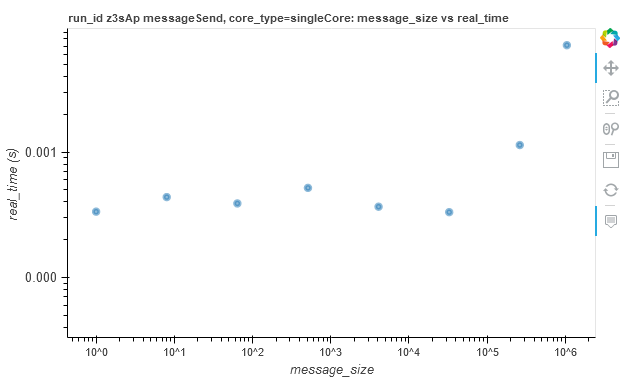 run_id z3sAp messageSend, core_type=singleCore: message_size vs real_time
real_time (s)
0.001
0.000
10^0 10^1 10^2 10^3 10^4 10^5 10^6
message_size